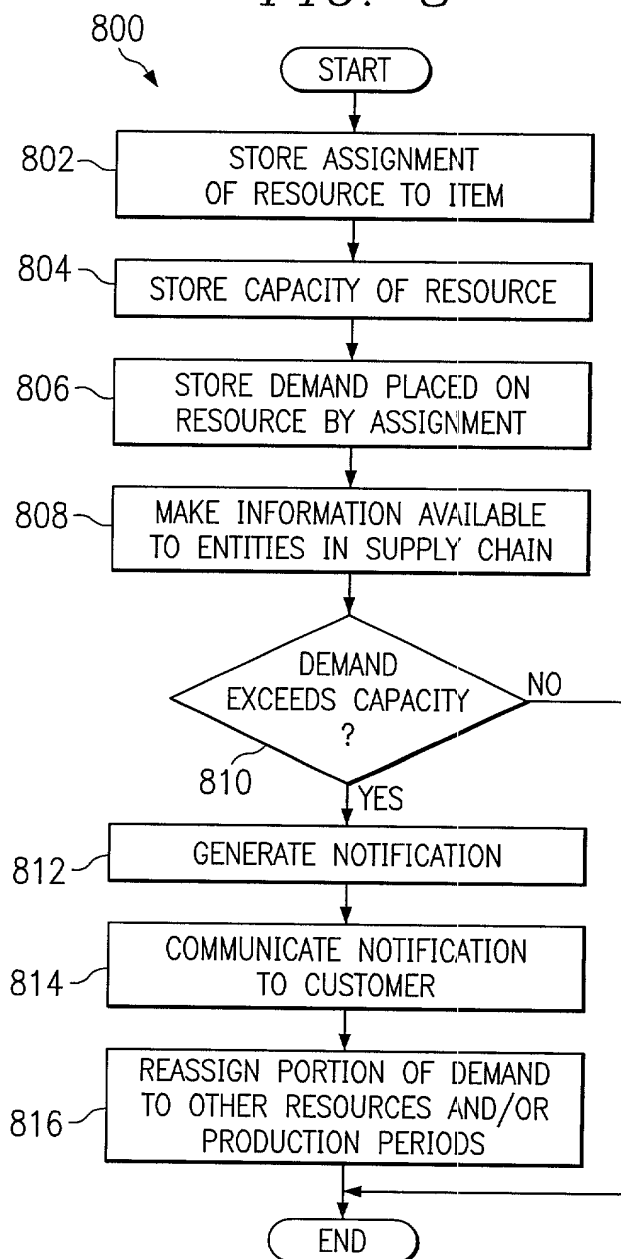 800
START
802
STORE ASSIGNMENT
OF RESOURCE TO ITEM
804
STORE CAPACITY OF RESOURCE
806
STORE DEMAND PLACED ON
RESOURCE BY ASSIGNMENT
808
MAKE INFORMATION AVAILABLE
TO ENTITIES IN SUPPLY CHAIN
DEMAND
EXCEEDS CAPACITY
?
NO
810
YES
812
GENERATE NOTIFICATION
814
COMMUNICATE NOTIFICATION
TO CUSTOMER
816
REASSIGN PORTION OF DEMAND
TO OTHER RESOURCES AND/OR
PRODUCTION PERIODS
END